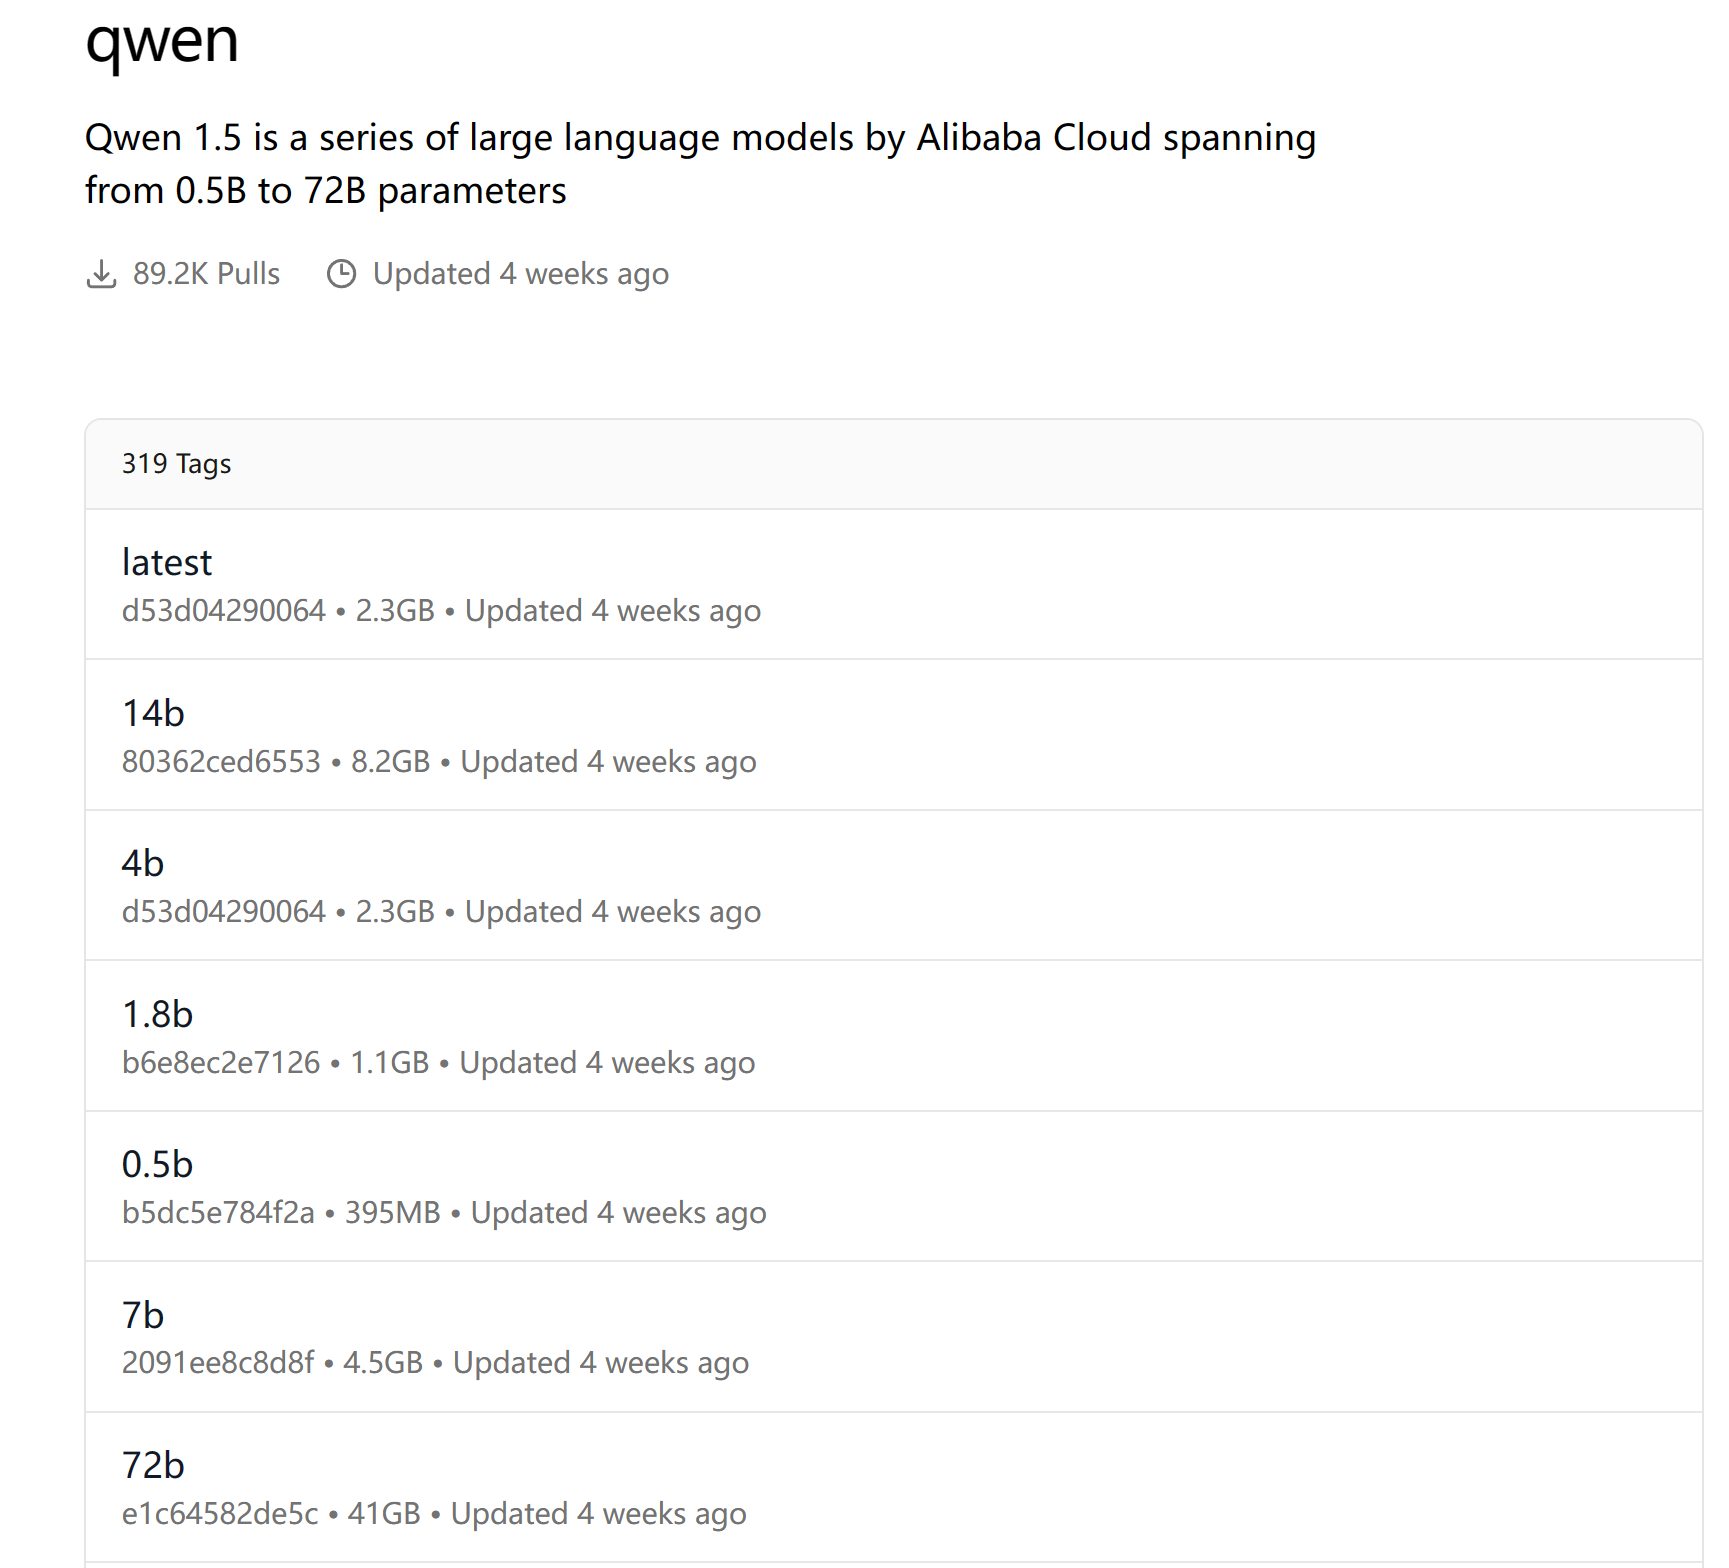 qwen
Qwen 1.5 is a series of large language models by Alibaba Cloud spanning
from 0.5B to 72B parameters
89.2K Pulls Updated 4 weeks ago
319 Tags
latest
d53d04290064 • 2.3GB • Updated 4 weeks ago
14b
80362ced6553 • 8.2GB • Updated 4 weeks ago
4b
d53d04290064 • 2.3GB • Updated 4 weeks ago
1.8b
b6e8ec2e7126 • 1.1GB • Updated 4 weeks ago
0.5b
b5dc5e784f2a • 395MB • Updated 4 weeks ago
7b
2091ee8c8d8f • 4.5GB • Updated 4 weeks ago
72b
e1c64582de5c • 41GB • Updated 4 weeks ago